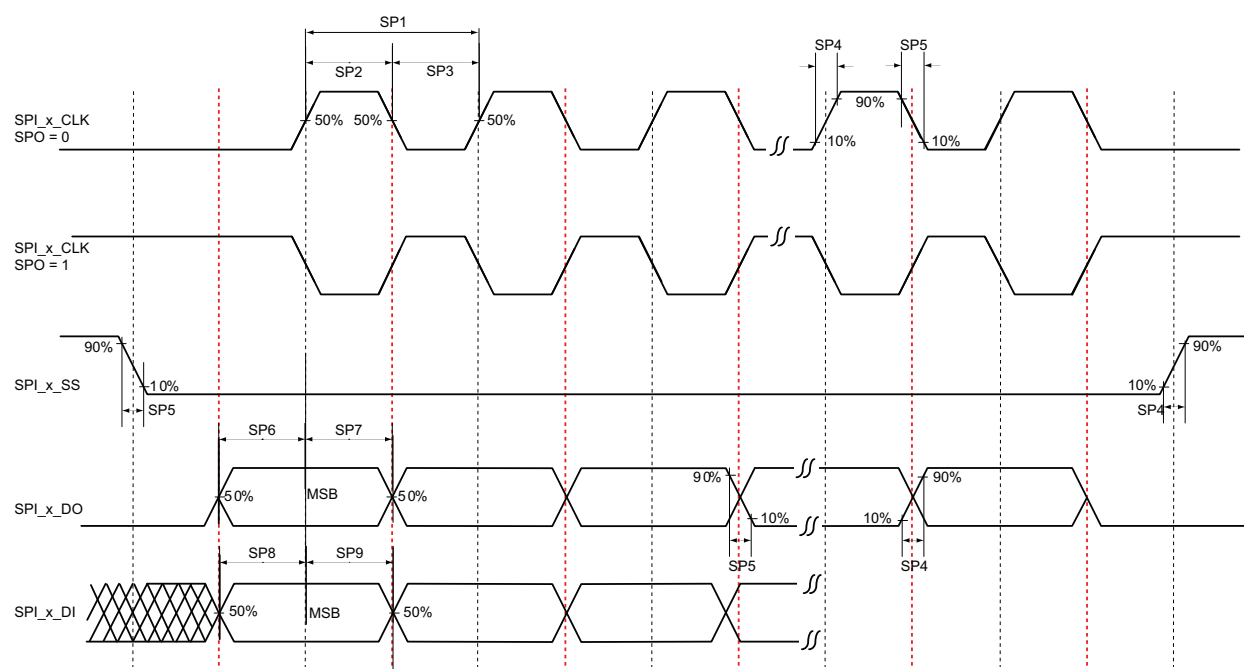 SP1
SP4 SP5
SP2 SP3
SPI_x_CLK
SPO = 0
50% 50% 50% 90%
10% 10%
SPI_x_CLK
SPO = 1
90% 90%
SPI_x_SS
10% 10%
SP5 SP4
SP6 SP7
90% 90%
50% MSB 50%
SPI_x_DO
10% 10%
SP5 SP4
SP8 SP9
SPI_x_DI
50% MSB 50%